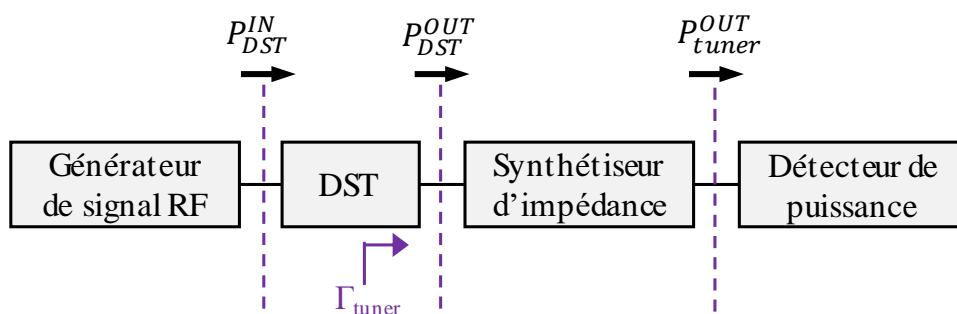 P_{DST}^{IN}
P_{DST}^{OUT}
P_{tuner}^{OUT}
Générateur
de signal RF
DST
Synthétiseur
d’impédance
Détecteur de
puissance
Γ_{tuner}